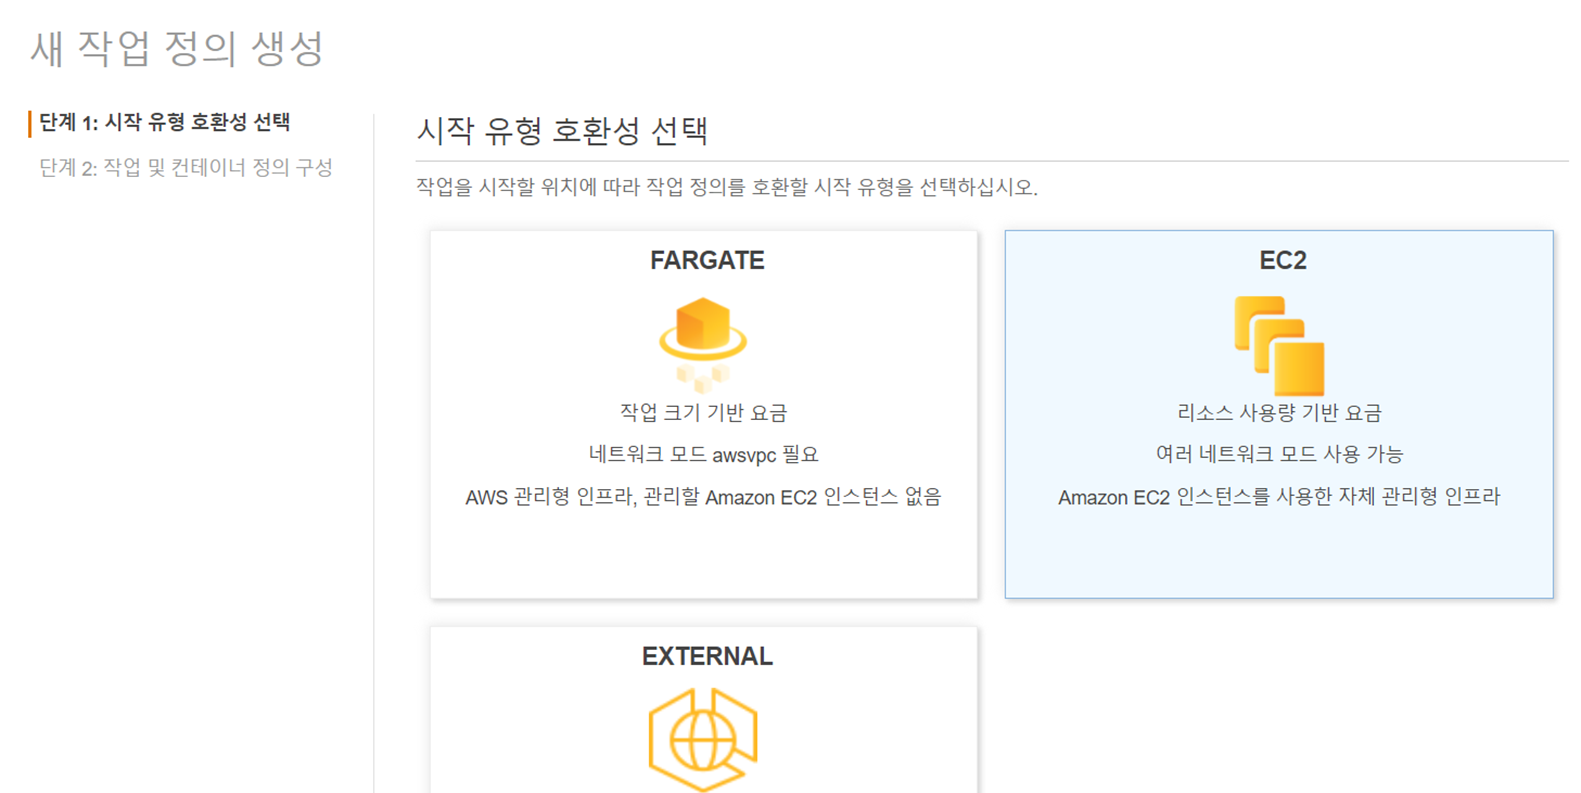 새 작업 정의 생성
단계 1: 시작 유형 호환성 선택
단계 2: 작업 및 컨테이너 정의 구성
시작 유형 호환성 선택
작업을 시작할 위치에 따라 작업 정의를 호환할 시작 유형을 선택하십시오.
FARGATE
작업 크기 기반 요금
네트워크 모드 awsvpc 필요
AWS 관리형 인프라, 관리할 Amazon EC2 인스턴스 없음
EC2
리소스 사용량 기반 요금
여러 네트워크 모드 사용 가능
Amazon EC2 인스턴스를 사용한 자체 관리형 인프라
EXTERNAL